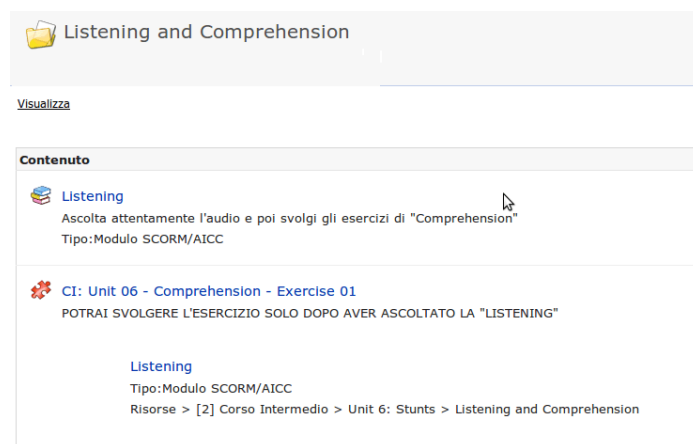 Listening and Comprehension
Visualizza
Contenuto
Listening
Ascolta attentamente l'audio e poi svolgi gli esercizi di "Comprehension"
Tipo:Modulo SCORM/AICC
CI: Unit 06 - Comprehension - Exercise 01
POTRAI SVOLGERE L'ESERCIZIO SOLO DOPO AVER ASCOLTATO LA "LISTENING"
Listening
Tipo:Modulo SCORM/AICC
Risorse > [2] Corso Intermedio > Unit 6: Stunts > Listening and Comprehension